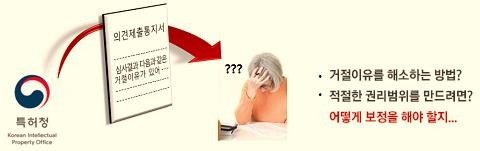 의견제출통지서
심사결과 다음과 같은
거절이유가 있어
???
특허청
Korean Intellectual
Property Office
• 거절이유를 해소하는 방법?
• 적절한 권리범위를 만드려면?
어떻게 보정을 해야 할지...